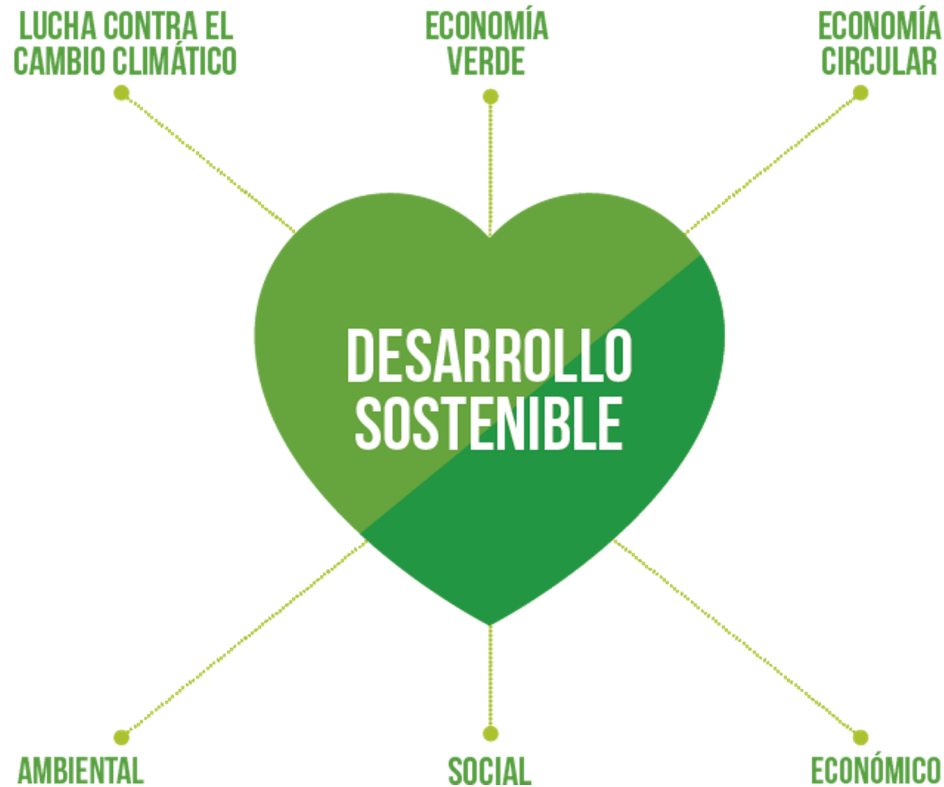 LUCHA CONTRA EL
CAMBIO CLIMÁTICO
ECONOMÍA
VERDE
ECONOMÍA
CIRCULAR
DESARROLLO
SOSTENIBLE
AMBIENTAL
SOCIAL
ECONÓMICO